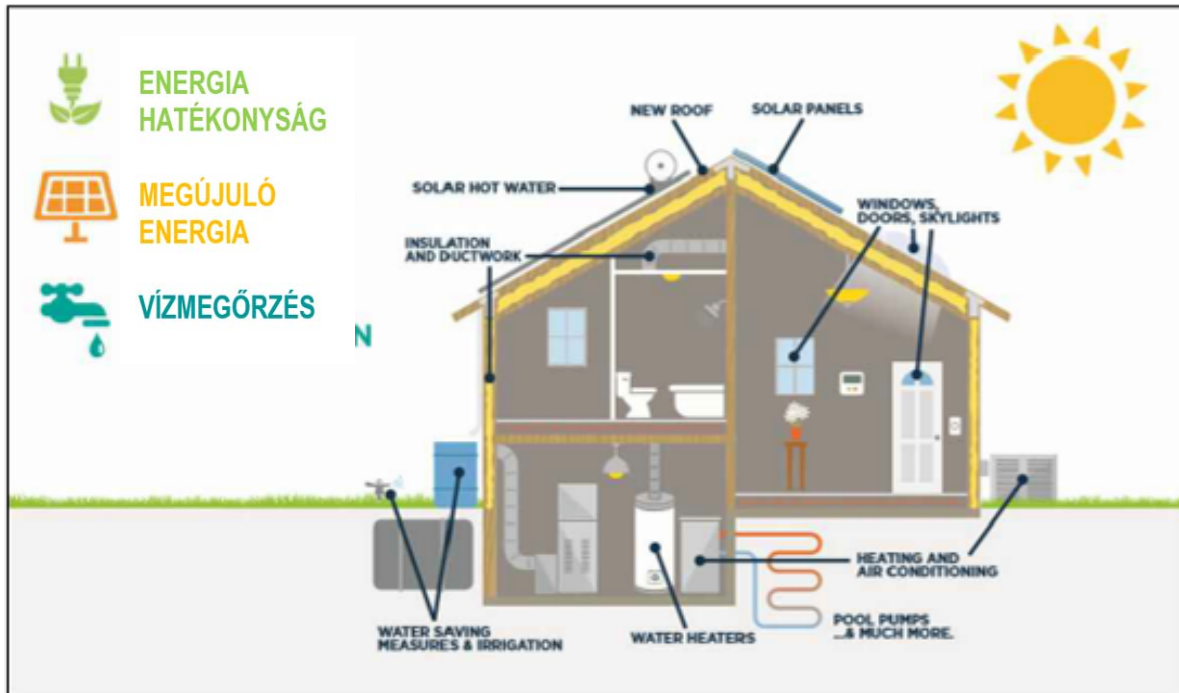 ENERGIA
HATÉKONYSÁG
MEGÚJULÓ
ENERGIA
VÍZMEGŐRZÉS
N
NEW ROOF
SOLAR PANELS
SOLAR HOT WATER
WINDOWS,
DOORS, SKYLIGHTS
INSULATION
AND DUCTWORK
HEATING AND
AIR CONDITIONING
WATER SAVING
MEASURES & IRRIGATION
WATER HEATERS
POOL PUMPS
...& MUCH MORE.